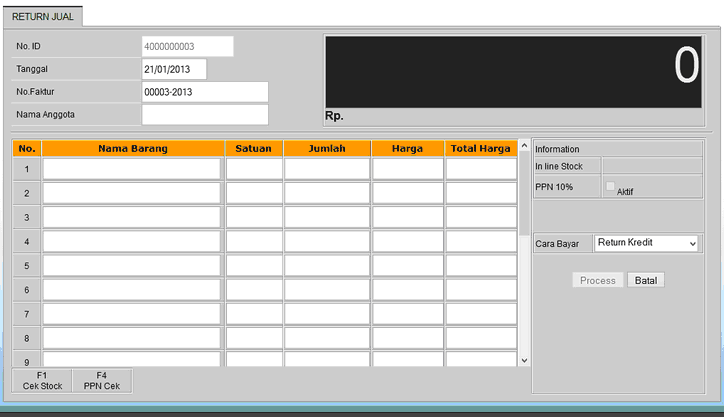 RETURN JUAL
No. ID 4000000003
Tanggal 21/01/2013
No.Faktur 00003-2013
Nama Anggota
0
Rp.
No. Nama Barang Satuan Jumlah Harga Total Harga
1
2
3
4
5
6
7
8
9
Information
In line Stock
PPN 10% Aktif
Cara Bayar Return Kredit
Process Batal
F1 F4
Cek Stock PPN Cek